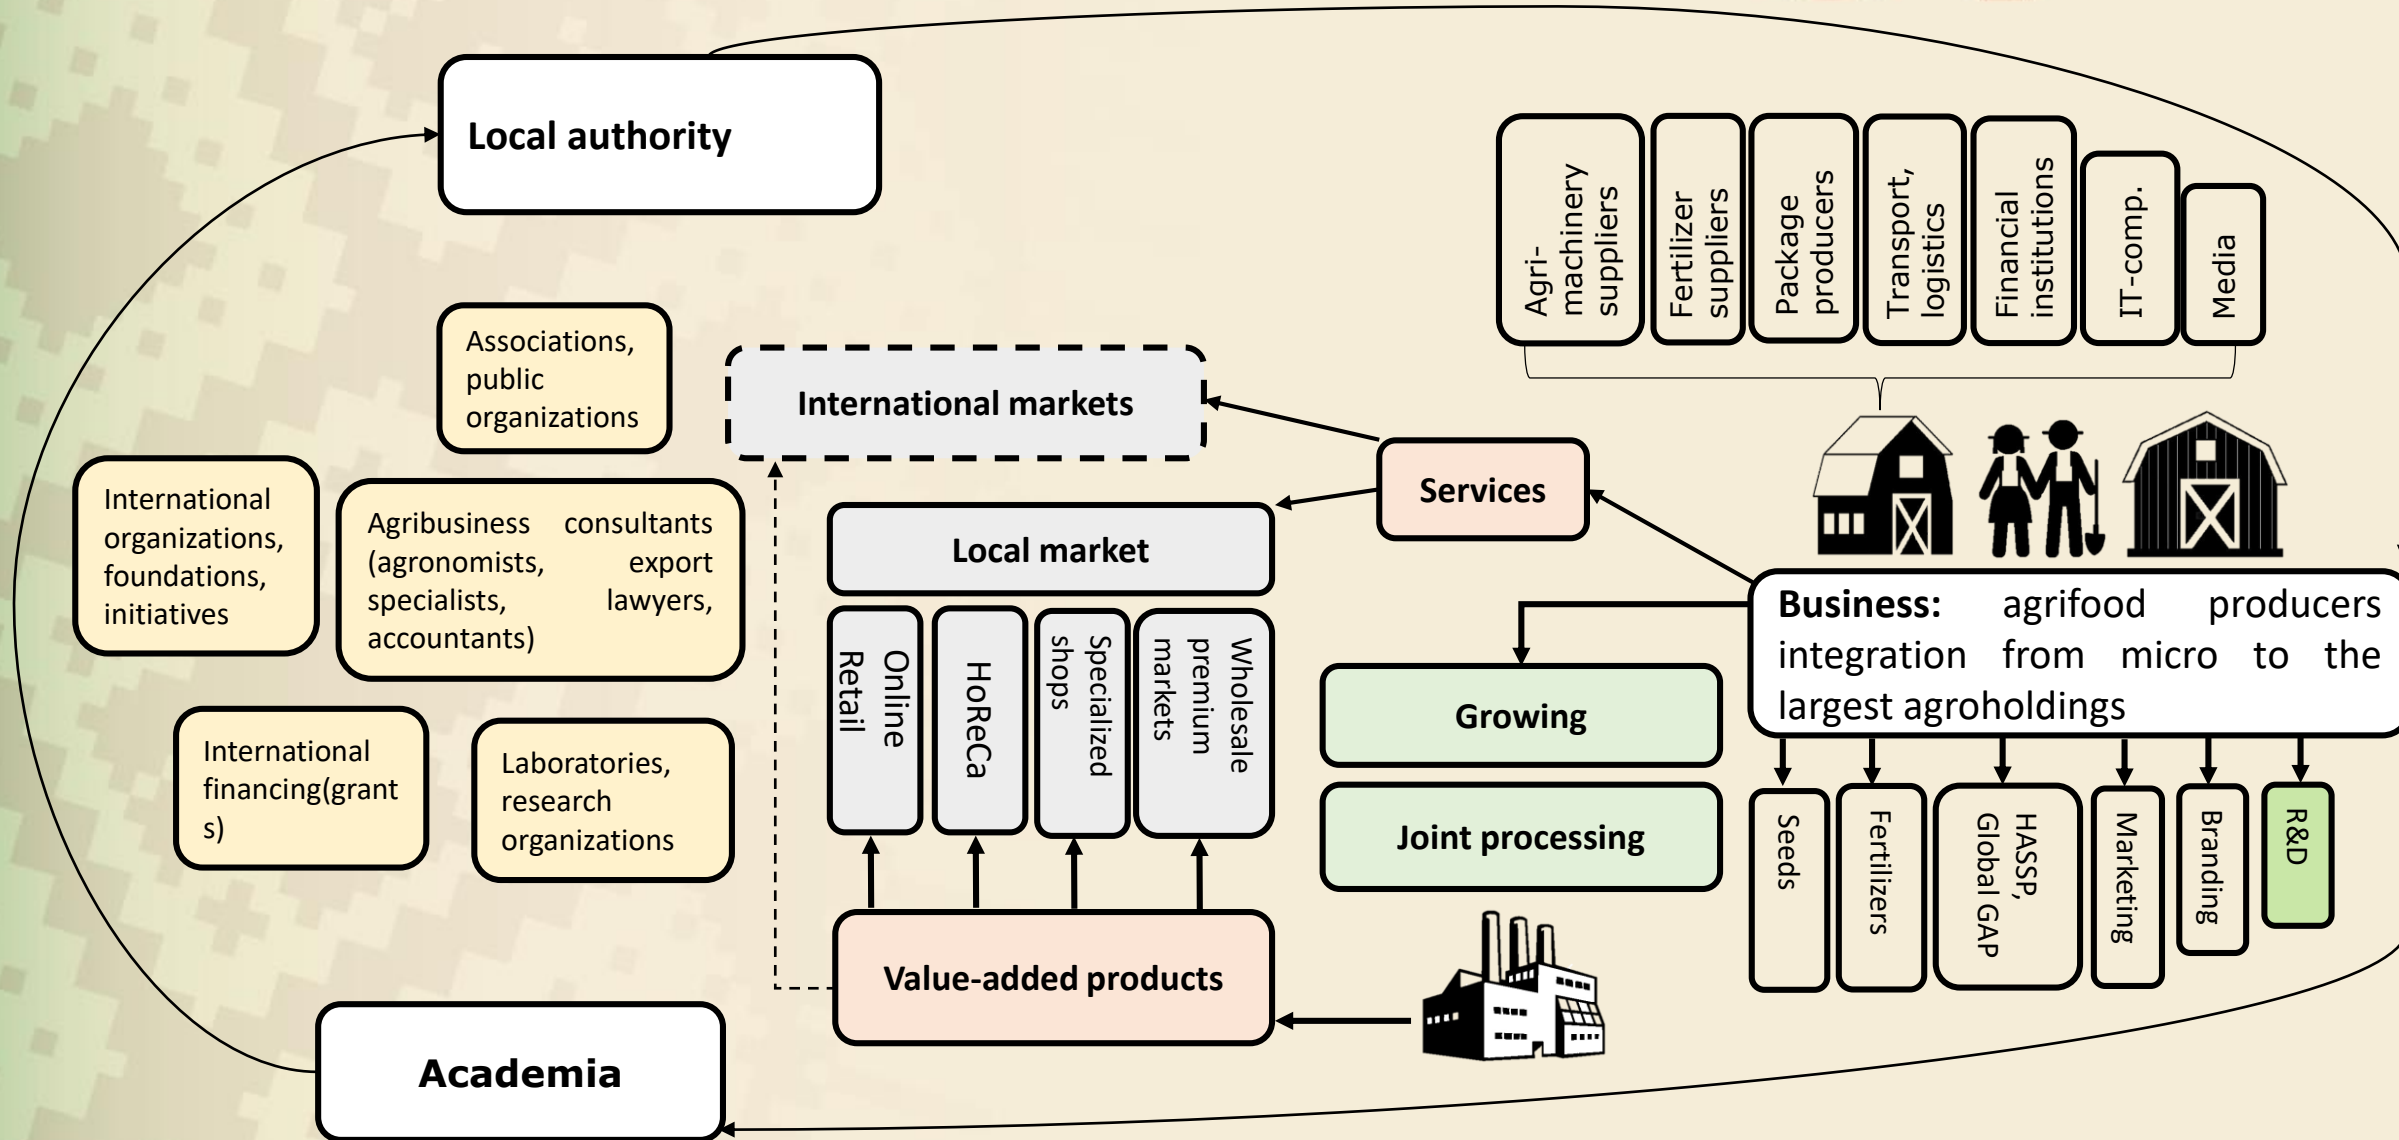 Local authority
Agri-
machinery
suppliers
Fertilizer
suppliers
Package
producers
Transport,
logistics
Financial
institutions
IT-comp.
Media
Associations,
public
organizations
International markets
International
organizations,
foundations,
initiatives
Agribusiness consultants
(agronomists, export
specialists, lawyers,
accountants)
Services
Local market
Business: agrifood producers
integration from micro to the
largest agroholdings
Online
Retail
HoReCa
Specialized
shops
Wholesale
premium
markets
Growing
International
financing(grant
s)
Laboratories,
research
organizations
Joint processing
Seeds
Fertilizers
HASSP,
Global GAP
Marketing
Branding
R&D
Value-added products
Academia